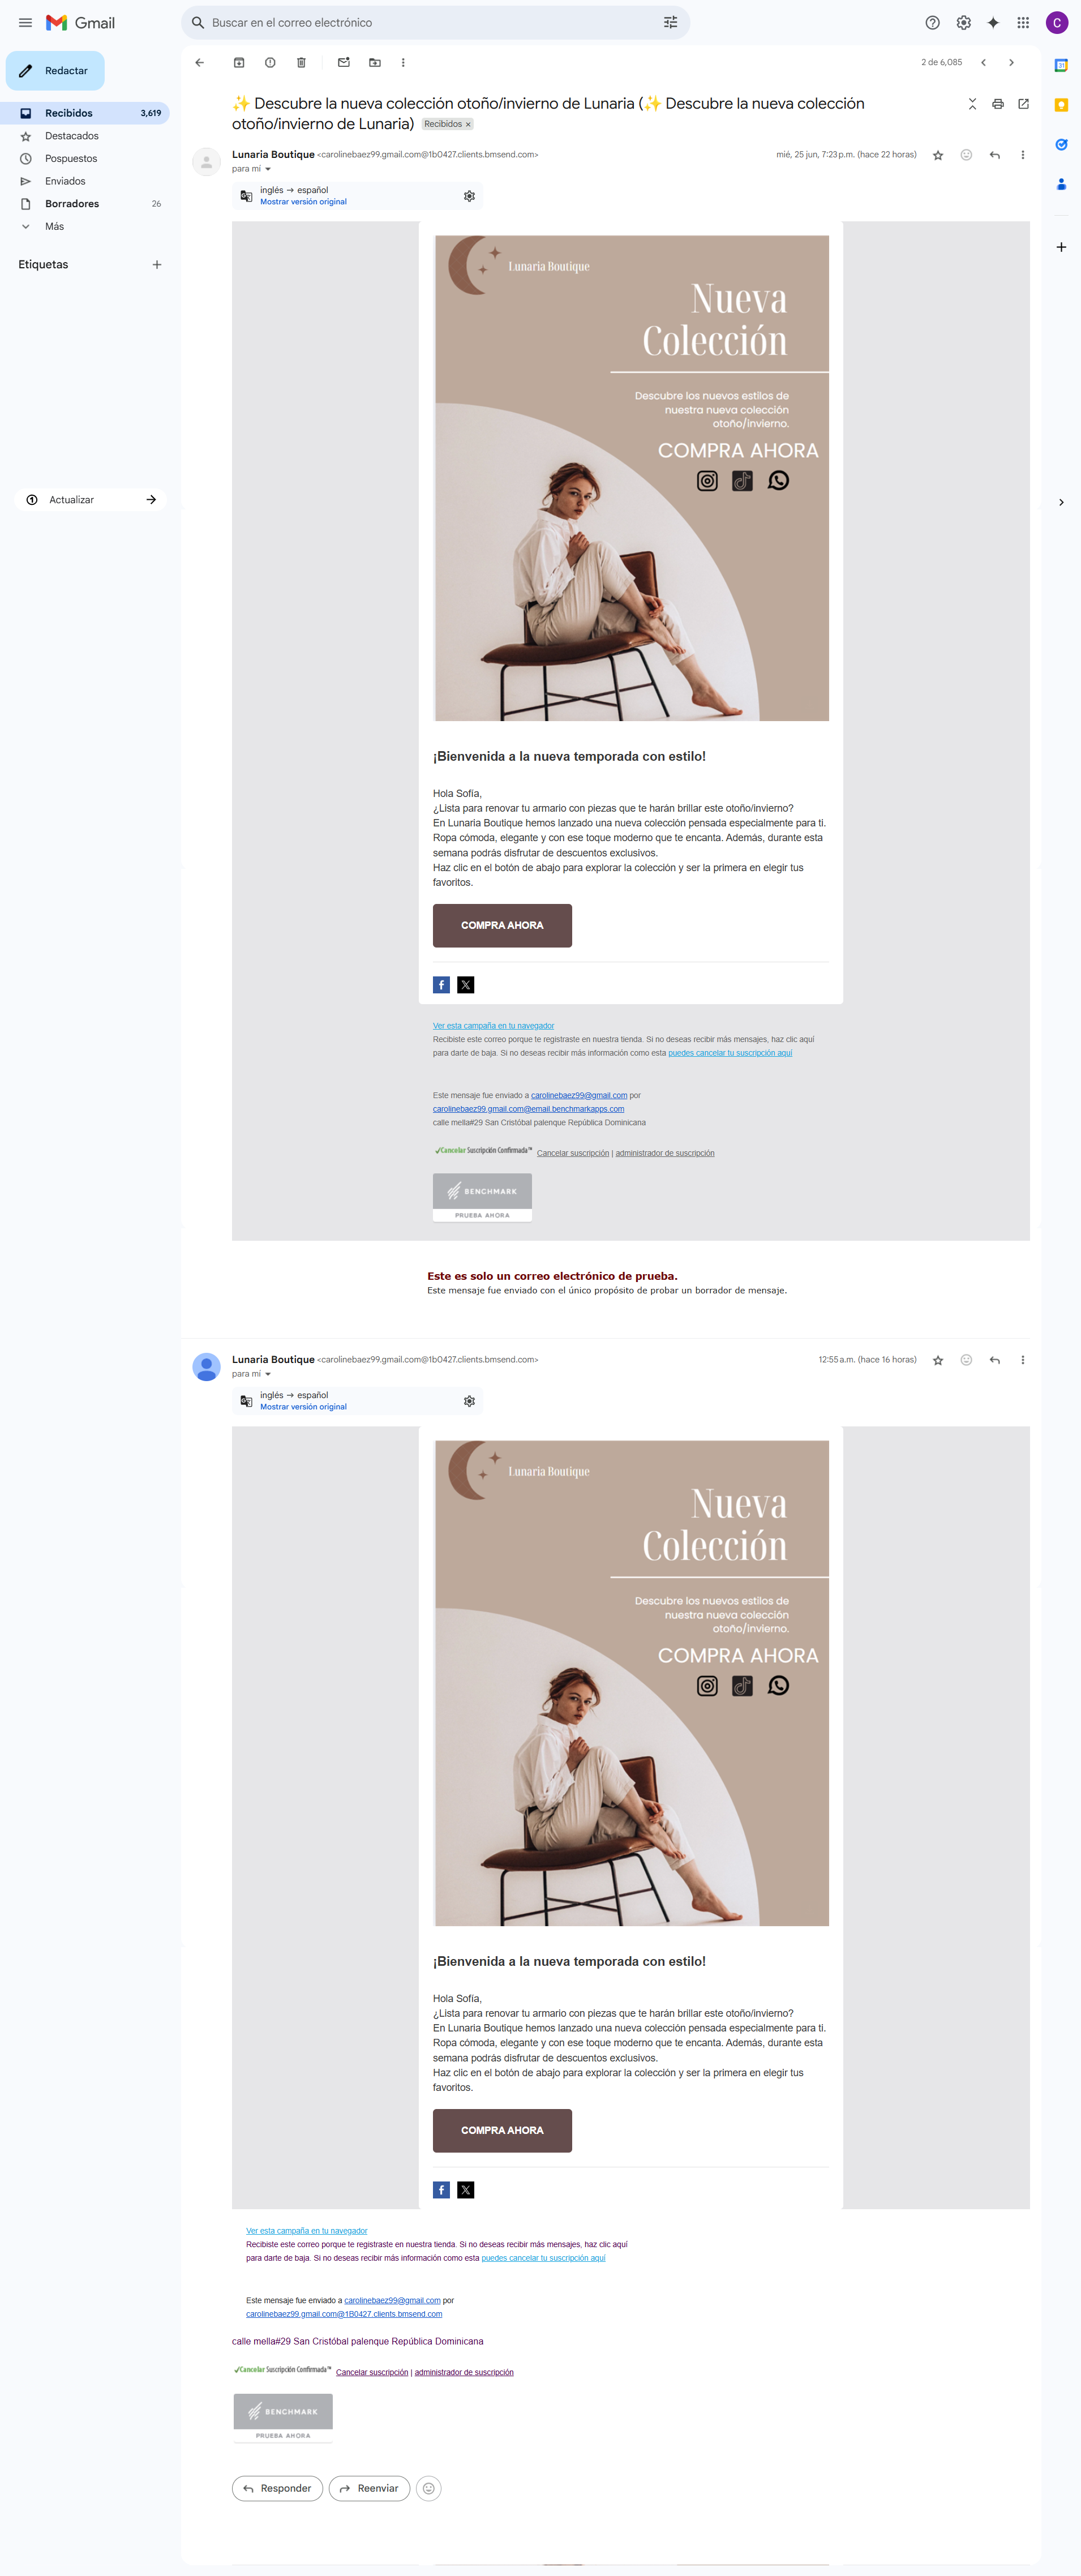 Gmail
Buscar en el correo electrónico
C
Redactar
2 de 6,085
31
Recibidos 3,619
Destacados
Pospuestos
Enviados
Borradores 26
Más
Etiquetas
Actualizar
✨ Descubre la nueva colección otoño/invierno de Lunaria (✨ Descubre la nueva colección
otoño/invierno de Lunaria) Recibidos ×
Lunaria Boutique <carolinebaez99.gmail.com@1b0427.clients.bmsend.com> mié, 25 jun, 7:23 p.m. (hace 22 horas)
para mí
inglés → español
Mostrar versión original
Lunaria Boutique
Nueva
Colección
Descubre los nuevos estilos de
nuestra nueva colección
otoño/invierno.
COMPRA AHORA
¡Bienvenida a la nueva temporada con estilo!
Hola Sofía,
¿Lista para renovar tu armario con piezas que te harán brillar este otoño/invierno?
En Lunaria Boutique hemos lanzado una nueva colección pensada especialmente para ti.
Ropa cómoda, elegante y con ese toque moderno que te encanta. Además, durante esta
semana podrás disfrutar de descuentos exclusivos.
Haz clic en el botón de abajo para explorar la colección y ser la primera en elegir tus
favoritos.
COMPRA AHORA
Ver esta campaña en tu navegador
Recibiste este correo porque te registraste en nuestra tienda. Si no deseas recibir más mensajes, haz clic aquí
para darte de baja. Si no deseas recibir más información como esta puedes cancelar tu suscripción aquí
Este mensaje fue enviado a carolinebaez99@gmail.com por
carolinebaez99.gmail.com@email.benchmarkapps.com
calle mella#29 San Cristóbal palenque República Dominicana
Cancelar Suscripción Confirmada™ Cancelar suscripción | administrador de suscripción
BENCHMARK
PRUEBA AHORA
Este es solo un correo electrónico de prueba.
Este mensaje fue enviado con el único propósito de probar un borrador de mensaje.
Lunaria Boutique <carolinebaez99.gmail.com@1b0427.clients.bmsend.com> 12:55 a.m. (hace 16 horas)
para mí
inglés → español
Mostrar versión original
Lunaria Boutique
Nueva
Colección
Descubre los nuevos estilos de
nuestra nueva colección
otoño/invierno.
COMPRA AHORA
¡Bienvenida a la nueva temporada con estilo!
Hola Sofía,
¿Lista para renovar tu armario con piezas que te harán brillar este otoño/invierno?
En Lunaria Boutique hemos lanzado una nueva colección pensada especialmente para ti.
Ropa cómoda, elegante y con ese toque moderno que te encanta. Además, durante esta
semana podrás disfrutar de descuentos exclusivos.
Haz clic en el botón de abajo para explorar la colección y ser la primera en elegir tus
favoritos.
COMPRA AHORA
Ver esta campaña en tu navegador
Recibiste este correo porque te registraste en nuestra tienda. Si no deseas recibir más mensajes, haz clic aquí
para darte de baja. Si no deseas recibir más información como esta puedes cancelar tu suscripción aquí
Este mensaje fue enviado a carolinebaez99@gmail.com por
carolinebaez99.gmail.com@1B0427.clients.bmsend.com
calle mella#29 San Cristóbal palenque República Dominicana
Cancelar Suscripción Confirmada™ Cancelar suscripción | administrador de suscripción
BENCHMARK
PRUEBA AHORA
Responder
Reenviar